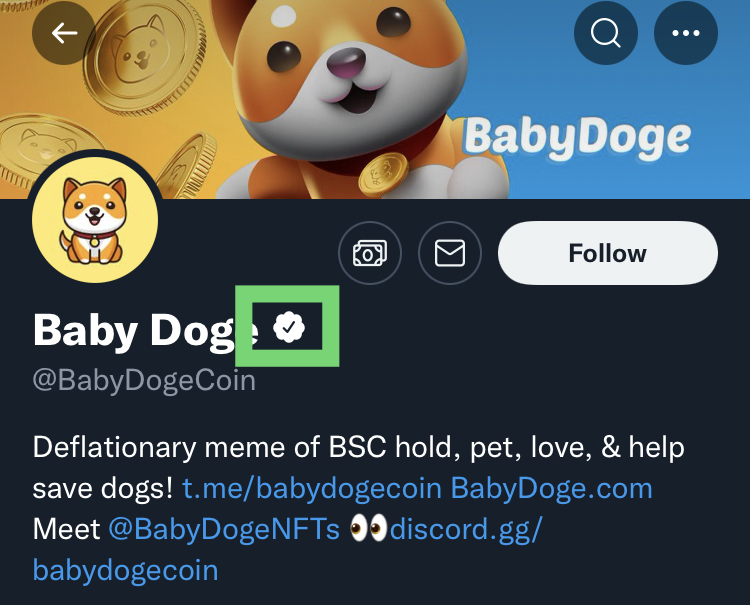 BabyDoge
Follow
Baby Doge
@BabyDogeCoin
Deflationary meme of BSC hold, pet, love, & help
save dogs! t.me/babydogecoin BabyDoge.com
Meet @BabyDogeNFTs 👀discord.gg/
babydogecoin